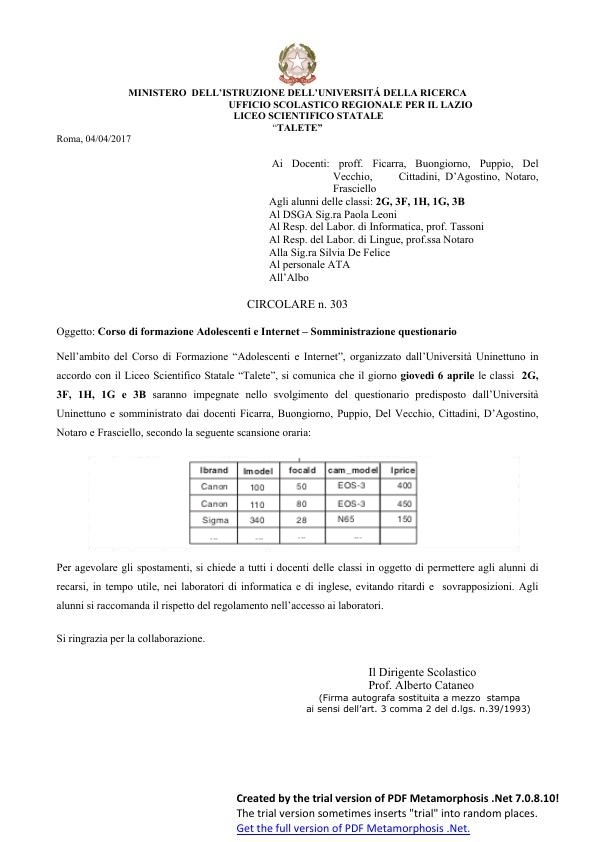 MINISTERO DELL'ISTRUZIONE DELL'UNIVERSITÁ DELLA RICERCA
UFFICIO SCOLASTICO REGIONALE PER IL LAZIO
LICEO SCIENTIFICO STATALE
"TALETE"
Roma, 04/04/2017
Ai Docenti: proff. Ficarra, Buongiorno, Puppio, Del
Vecchio, Cittadini, D'Agostino, Notaro,
Frasciello
Agli alunni delle classi: 2G, 3F, 1H, 1G, 3B
Al DSGA Sig.ra Paola Leoni
Al Resp. del Labor. di Informatica, prof. Tassoni
Al Resp. del Labor. di Lingue, prof.ssa Notaro
Alla Sig.ra Silvia De Felice
Al personale ATA
All'Albo
CIRCOLARE n. 303
Oggetto: Corso di formazione Adolescenti e Internet – Somministrazione questionario
Nell'ambito del Corso di Formazione "Adolescenti e Internet", organizzato dall'Università Uninettuno in
accordo con il Liceo Scientifico Statale "Talete", si comunica che il giorno giovedì 6 aprile le classi 2G,
3F, 1H, 1G e 3B saranno impegnate nello svolgimento del questionario predisposto dall'Università
Uninettuno e somministrato dai docenti Ficarra, Buongiorno, Puppio, Del Vecchio, Cittadini, D'Agostino,
Notaro e Frasciello, secondo la seguente scansione oraria:
lbrand lmodel focald cam_model lprice
Canon 100 50 EOS-3 400
Canon 110 80 EOS-3 450
Sigma 340 28 N65 150
... ... ... ...
Per agevolare gli spostamenti, si chiede a tutti i docenti delle classi in oggetto di permettere agli alunni di
recarsi, in tempo utile, nei laboratori di informatica e di inglese, evitando ritardi e sovrapposizioni. Agli
alunni si raccomanda il rispetto del regolamento nell'accesso ai laboratori.
Si ringrazia per la collaborazione.
Il Dirigente Scolastico
Prof. Alberto Cataneo
(Firma autografa sostituita a mezzo stampa
ai sensi dell'art. 3 comma 2 del d.lgs. n.39/1993)
Created by the trial version of PDF Metamorphosis .Net 7.0.8.10!
The trial version sometimes inserts "trial" into random places.
Get the full version of PDF Metamorphosis .Net.